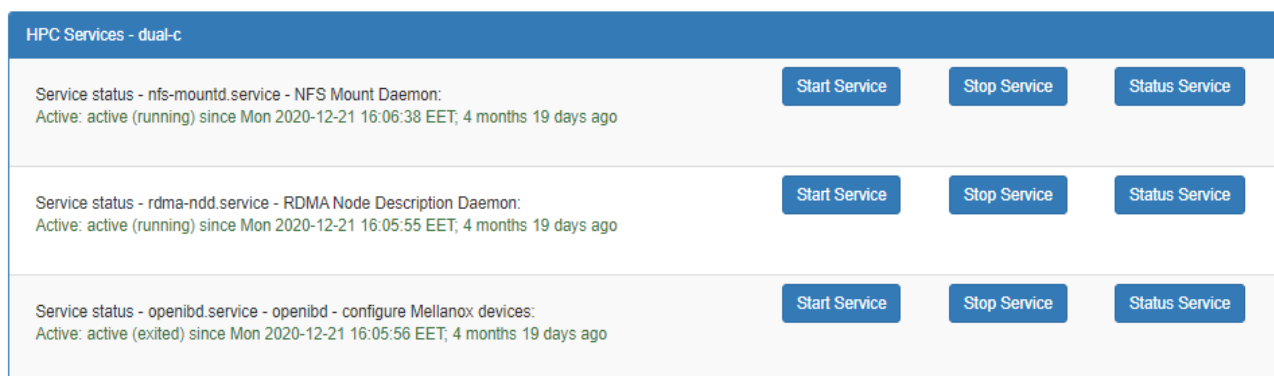 HPC Services - dual-c
Service status - nfs-mountd.service - NFS Mount Daemon:
Active: active (running) since Mon 2020-12-21 16:06:38 EET; 4 months 19 days ago
Start Service
Stop Service
Status Service
Service status - rdma-ndd.service - RDMA Node Description Daemon:
Active: active (running) since Mon 2020-12-21 16:05:55 EET; 4 months 19 days ago
Start Service
Stop Service
Status Service
Service status - openibd.service - openibd - configure Mellanox devices:
Active: active (exited) since Mon 2020-12-21 16:05:56 EET; 4 months 19 days ago
Start Service
Stop Service
Status Service